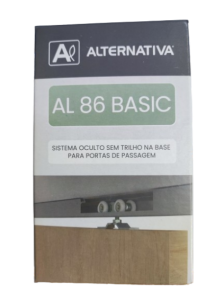 Al ALTERNATIVA
AL 86 BASIC
SISTEMA OCULTO SEM TRILHO NA BASE
PARA PORTAS DE PASSAGEM